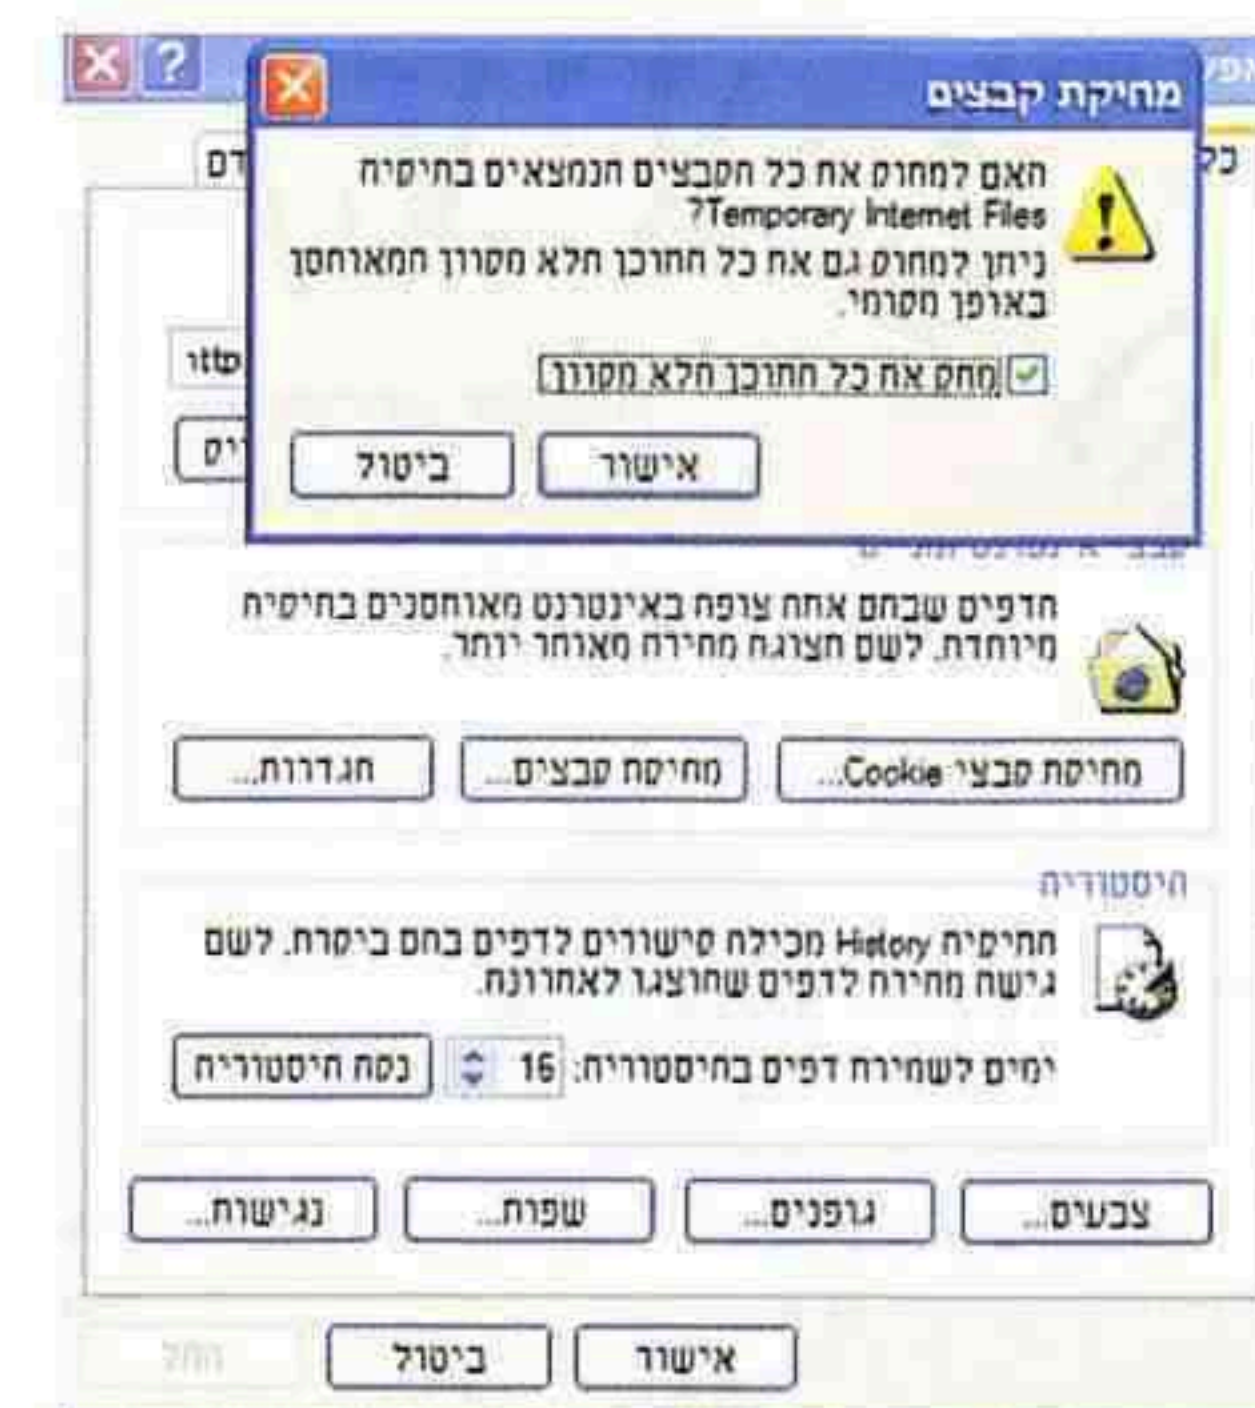 מחיקת קבצים
האם למחוק את כל הקבצים הנמצאים בתיקיה
Temporary Internet Files?
ניתן למחוק גם את כל התוכן הלא מקוון המאוחסן
באופן מקומי.
מחק את כל התוכן הלא מקוון
אישור ביטול
הדפים שבהם אתה צופה באינטרנט מאוחסנים בתיקיה
מיוחדת, לשם הצוגה מהירה מאוחר יותר.
מחיקת קבצי Cookie... מחיקת קבצים... הגדרות...
היסטוריה
התיקיה History מכילה קישורים לדפים בהם ביקרת, לשם
גישה מהירה לדפים שהוצגו לאחרונה.
ימים לשמירת דפים בהיסטוריה: 16 נקה היסטוריה
צבעים... גופנים... שפות... נגישות...
אישור ביטול החל